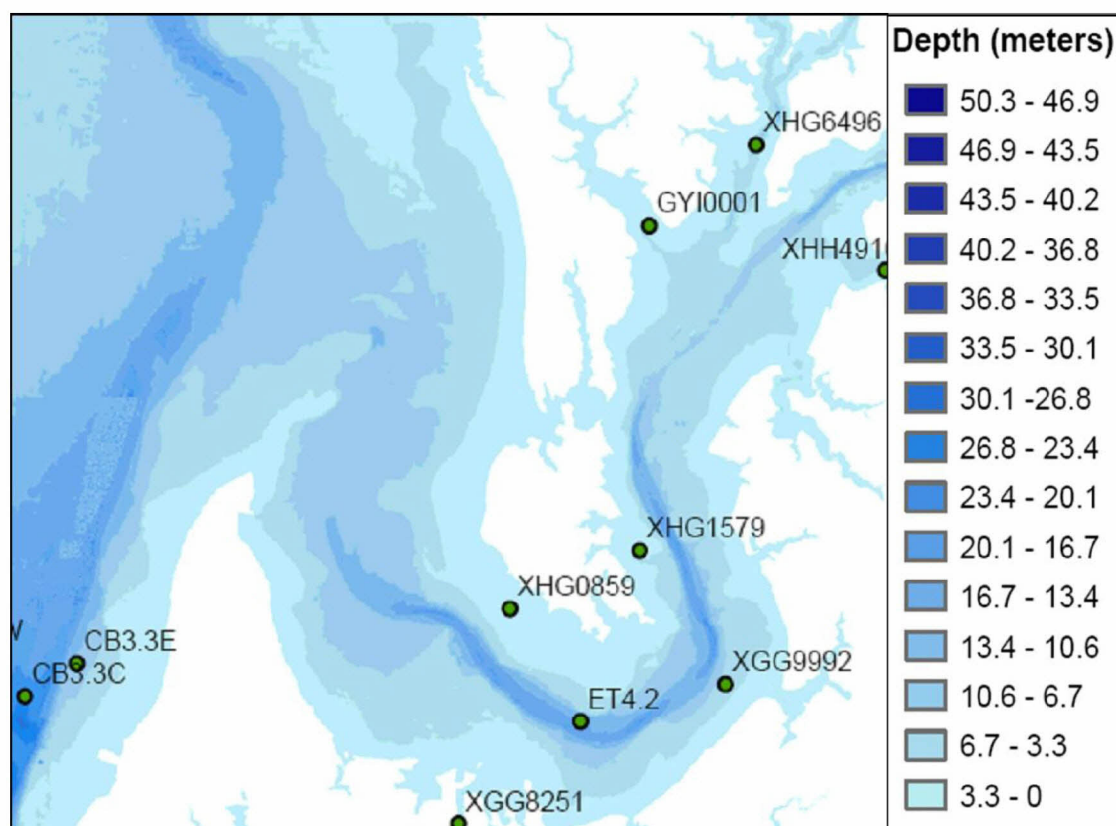 Depth (meters)
50.3 - 46.9
46.9 - 43.5
43.5 - 40.2
40.2 - 36.8
36.8 - 33.5
33.5 - 30.1
30.1 -26.8
26.8 - 23.4
23.4 - 20.1
20.1 - 16.7
16.7 - 13.4
13.4 - 10.6
10.6 - 6.7
6.7 - 3.3
3.3 - 0
XHG6496
GYI0001
XHG1579
XHG0859
CB3.3E
CB3.3C
XGG9992
ET4.2
XGG8251